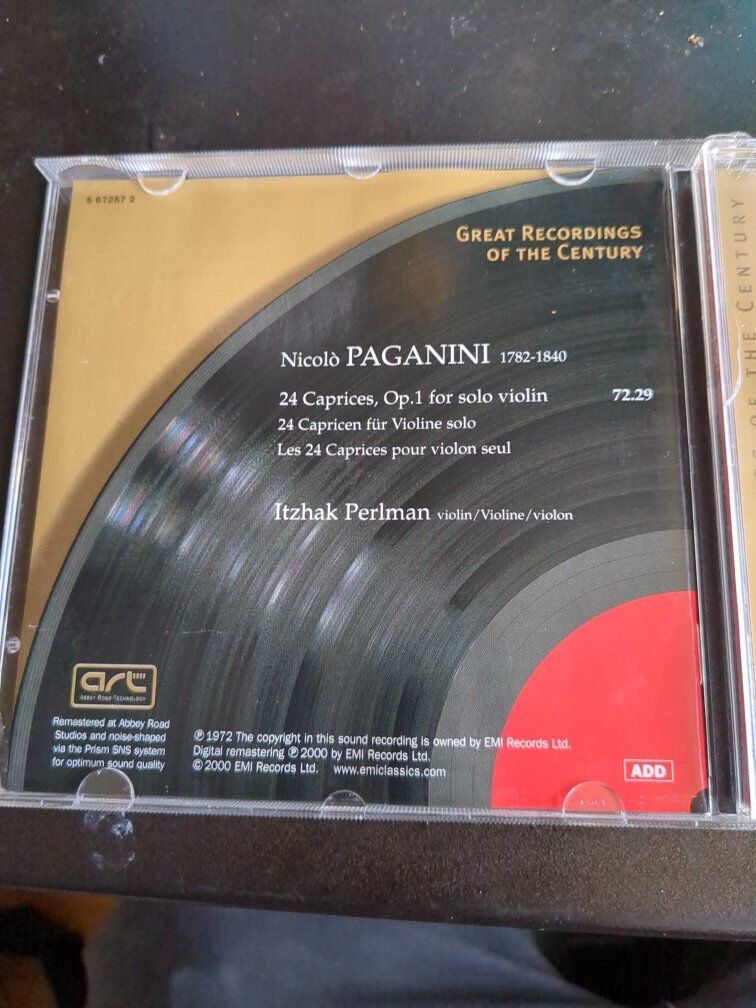 5 67257 2
GREAT RECORDINGS
OF THE CENTURY
Nicolò PAGANINI 1782-1840
24 Caprices, Op.1 for solo violin 72.29
24 Capricen für Violine solo
Les 24 Caprices pour violon seul
Itzhak Perlman violin/Violine/violon
art
ABBEY ROAD TECHNOLOGY
Remastered at Abbey Road
Studios and noise-shaped
via the Prism SNS system
for optimum sound quality
℗ 1972 The copyright in this sound recording is owned by EMI Records Ltd.
Digital remastering ℗ 2000 by EMI Records Ltd.
© 2000 EMI Records Ltd. www.emiclassics.com
ADD
OF THE CENTURY